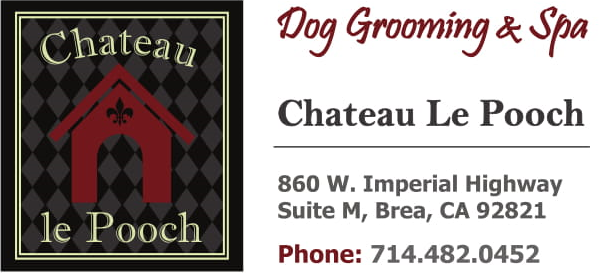 Chateau
le Pooch
Dog Grooming & Spa
Chateau Le Pooch
860 W. Imperial Highway
Suite M, Brea, CA 92821
Phone: 714.482.0452